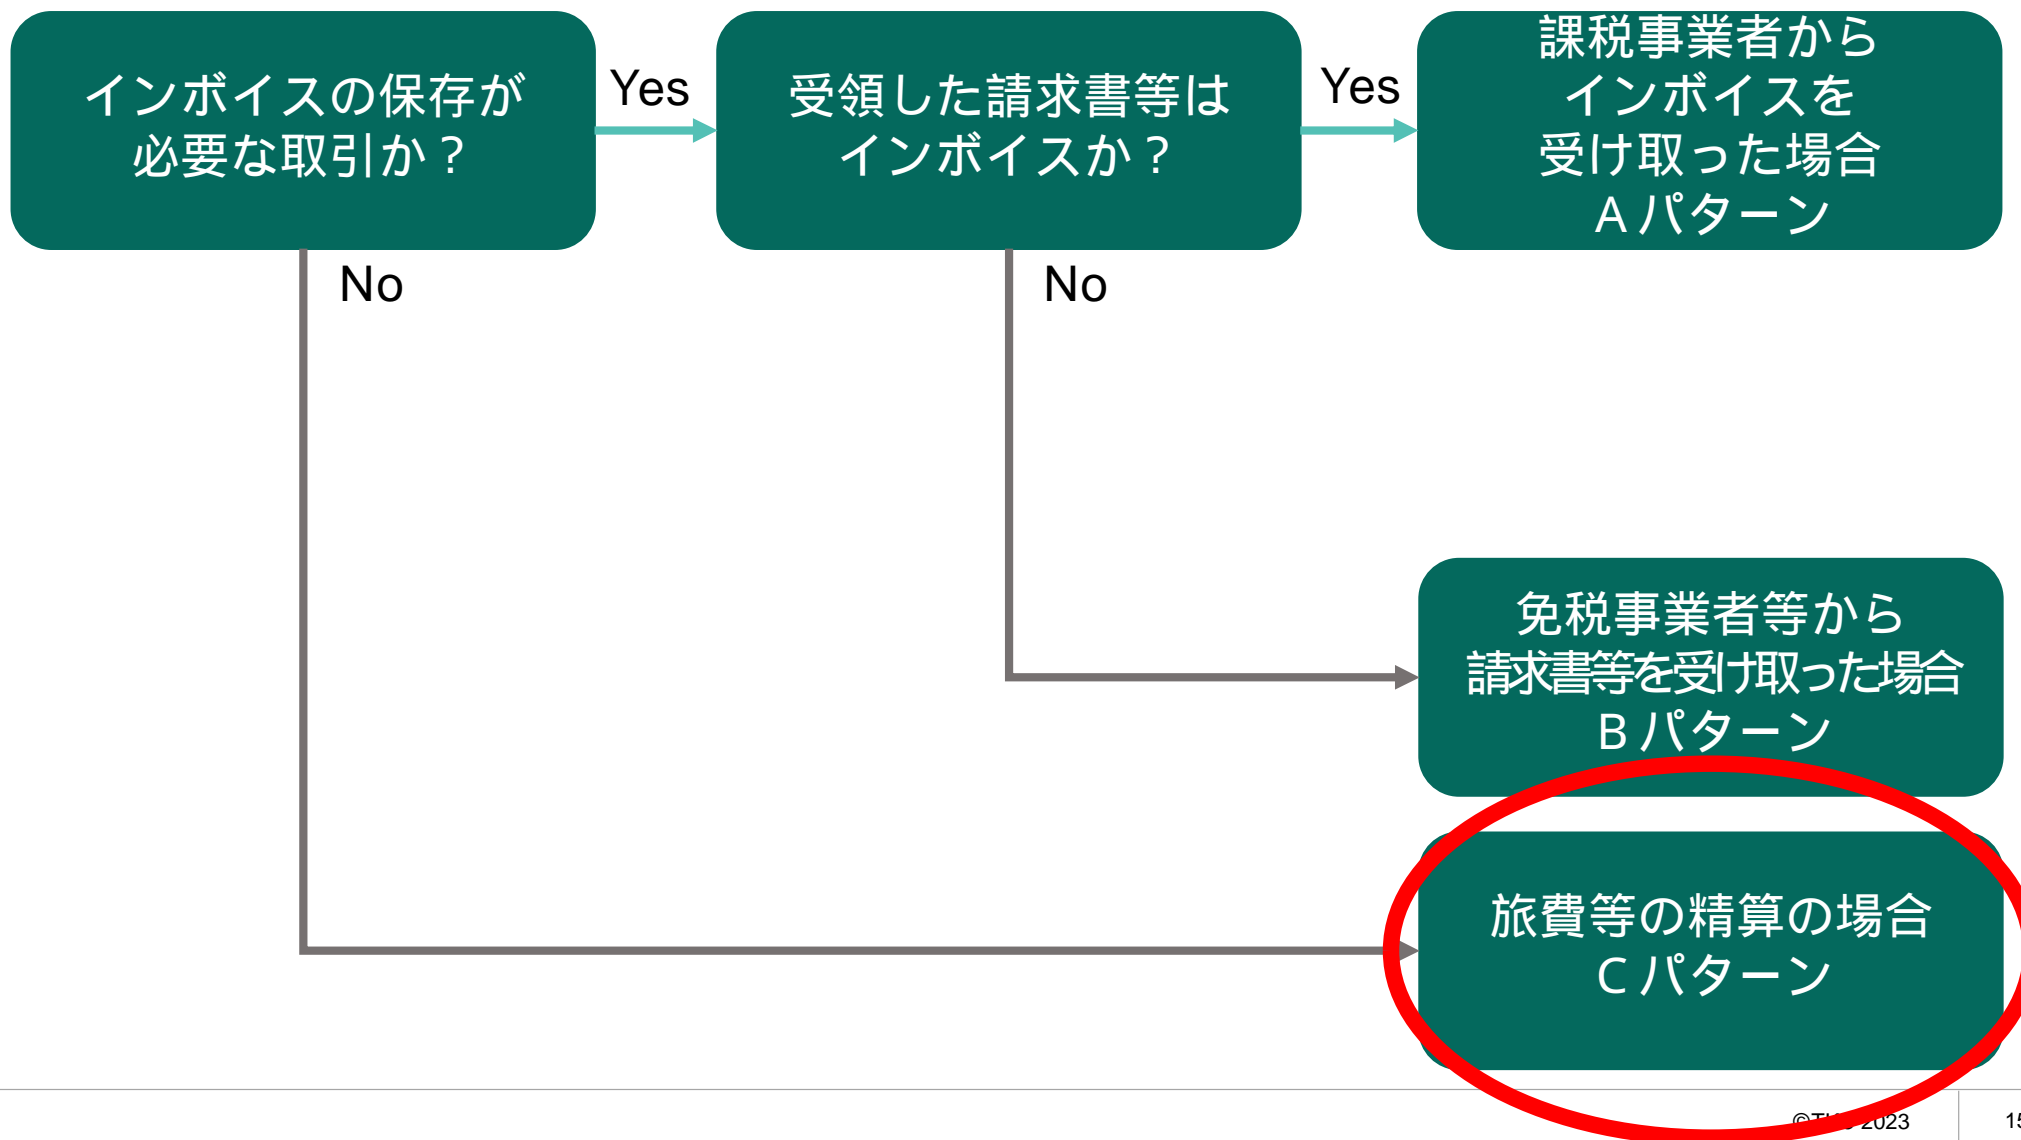 インボイスの保存が
必要な取引か？
Yes
受領した請求書等は
インボイスか？
Yes
課税事業者から
インボイスを
受け取った場合
Aパターン
No
No
免税事業者等から
請求書等を受け取った場合
Bパターン
旅費等の精算の場合
Cパターン
2023